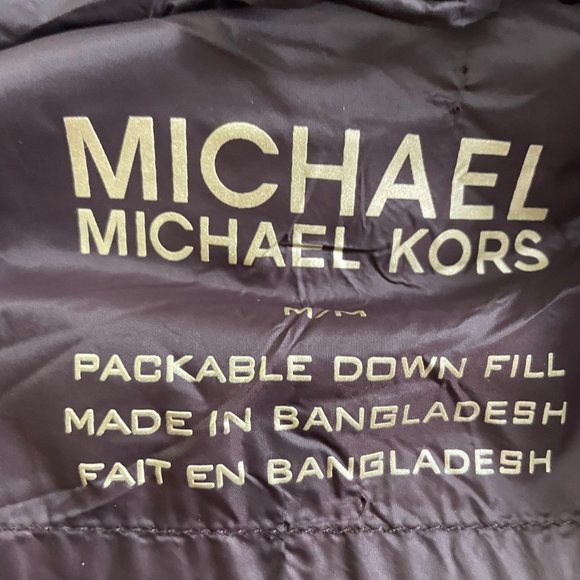 MICHAEL
MICHAEL KORS
M/M
PACKABLE DOWN FILL
MADE IN BANGLADESH
FAIT EN BANGLADESH